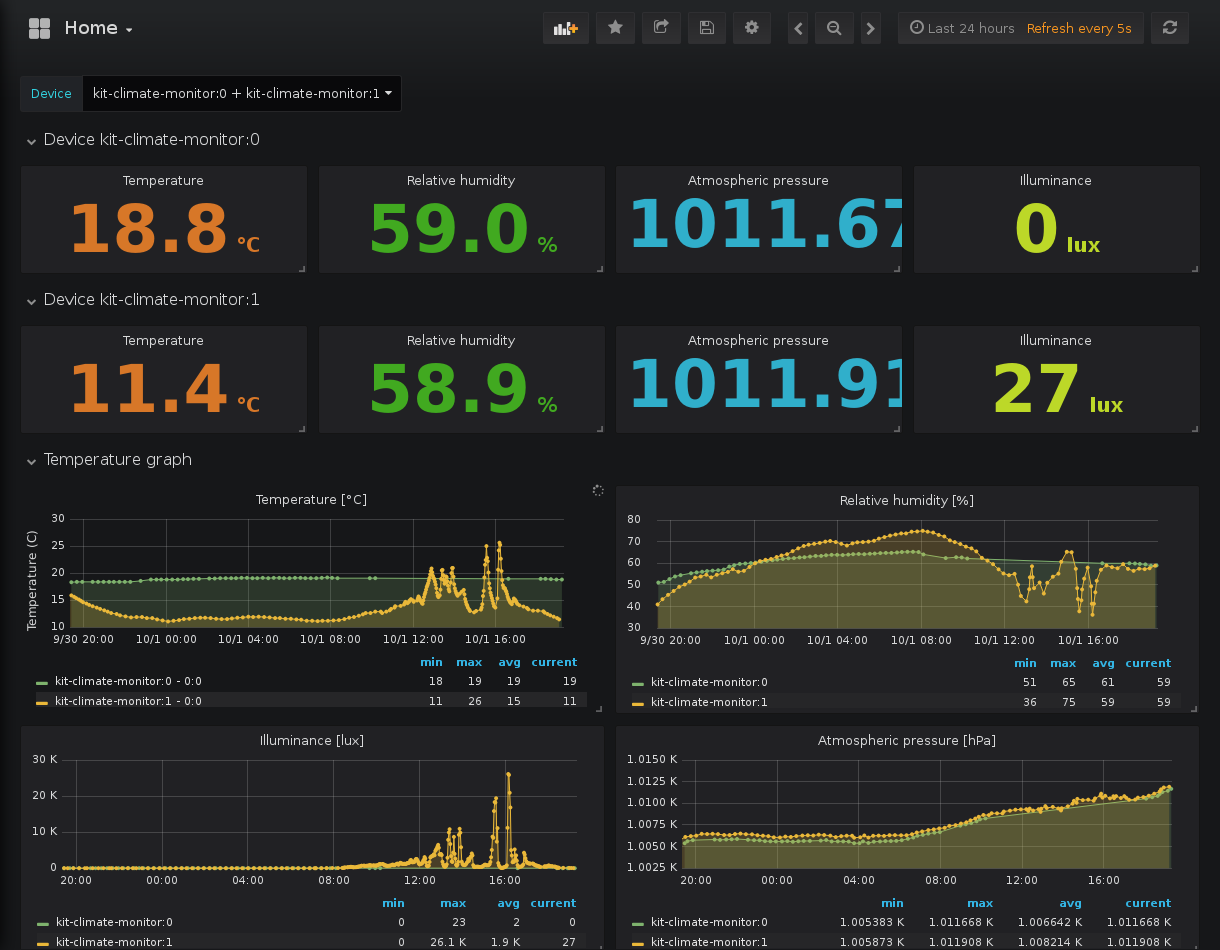 Home
Last 24 hours Refresh every 5s
Device kit-climate-monitor:0 + kit-climate-monitor:1
Device kit-climate-monitor:0
Temperature Relative humidity Atmospheric pressure Illuminance
18.8 °C 59.0 % 1011.67 0 lux
Device kit-climate-monitor:1
Temperature Relative humidity Atmospheric pressure Illuminance
11.4 °C 58.9 % 1011.91 27 lux
Temperature graph
Temperature [°C]
Temperature (C)
30
25
20
15
10
9/30 20:00 10/1 00:00 10/1 04:00 10/1 08:00 10/1 12:00 10/1 16:00
min max avg current
kit-climate-monitor:0 - 0:0 18 19 19 19
kit-climate-monitor:1 - 0:0 11 26 15 11
Relative humidity [%]
80
70
60
50
40
30
9/30 20:00 10/1 00:00 10/1 04:00 10/1 08:00 10/1 12:00 10/1 16:00
min max avg current
kit-climate-monitor:0 51 65 61 59
kit-climate-monitor:1 36 75 59 59
Illuminance [lux]
30 K
20 K
10 K
0
20:00 00:00 04:00 08:00 12:00 16:00
min max avg current
kit-climate-monitor:0 0 23 2 0
kit-climate-monitor:1 0 26.1 K 1.9 K 27
Atmospheric pressure [hPa]
1.0150 K
1.0125 K
1.0100 K
1.0075 K
1.0050 K
1.0025 K
20:00 00:00 04:00 08:00 12:00 16:00
min max avg current
kit-climate-monitor:0 1.005383 K 1.011668 K 1.006642 K 1.011668 K
kit-climate-monitor:1 1.005873 K 1.011908 K 1.008214 K 1.011908 K